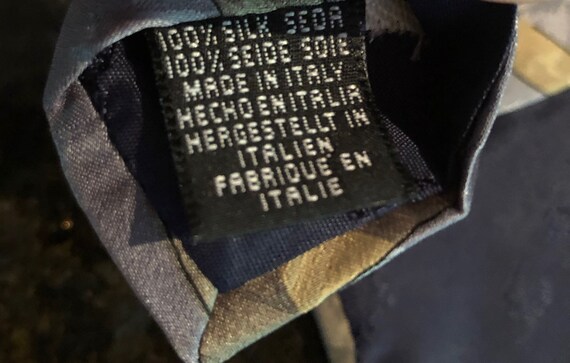 100% SILK SEDA
100% SEIDE SOIE
MADE IN ITALY
HECHO EN ITALIA
HERGESTELLT IN
ITALIEN
FABRIQUE EN
ITALIE